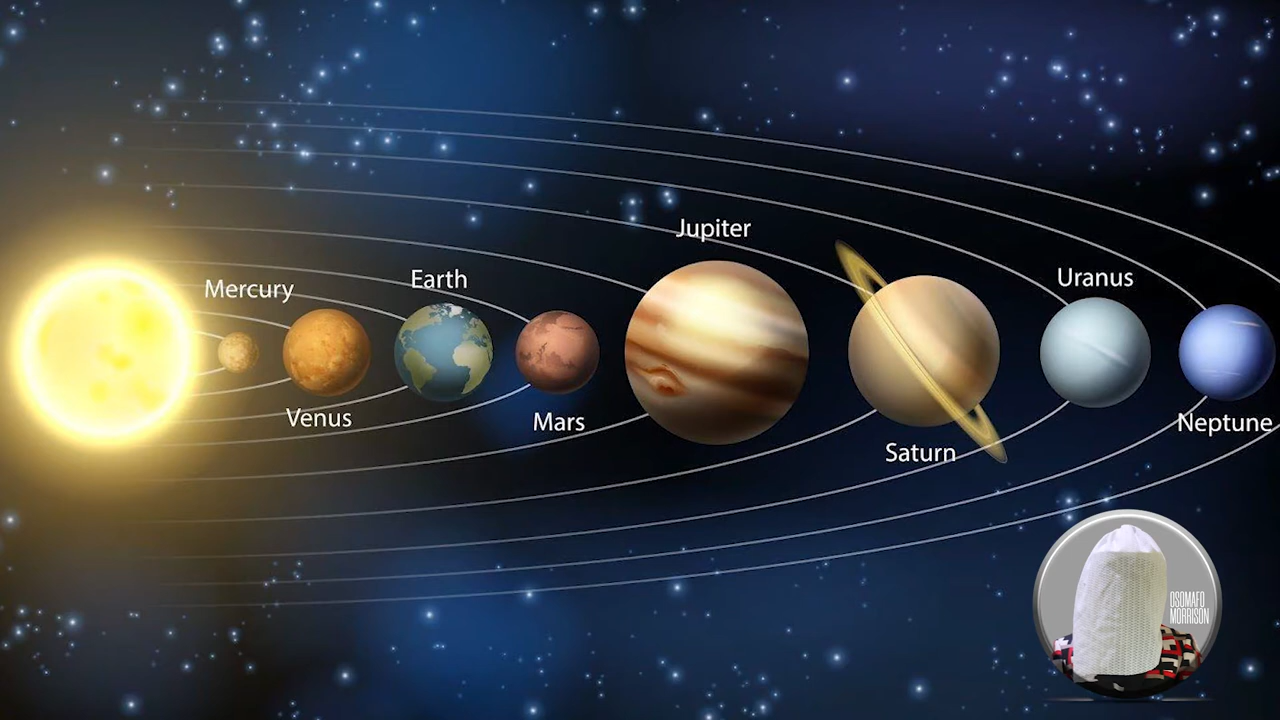 Mercury
Venus
Earth
Mars
Jupiter
Saturn
Uranus
Neptune
OSOMAFO
MORRISON